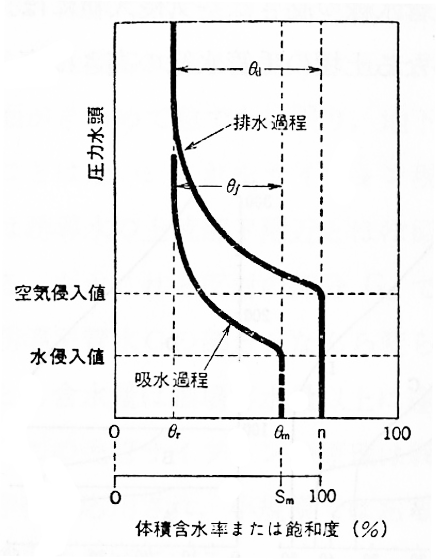 θd
排水過程
圧力水頭
θf
空気侵入値
水侵入値
吸水過程
0 θr θm n 100
0 Sm 100
体積含水率または飽和度 (%)